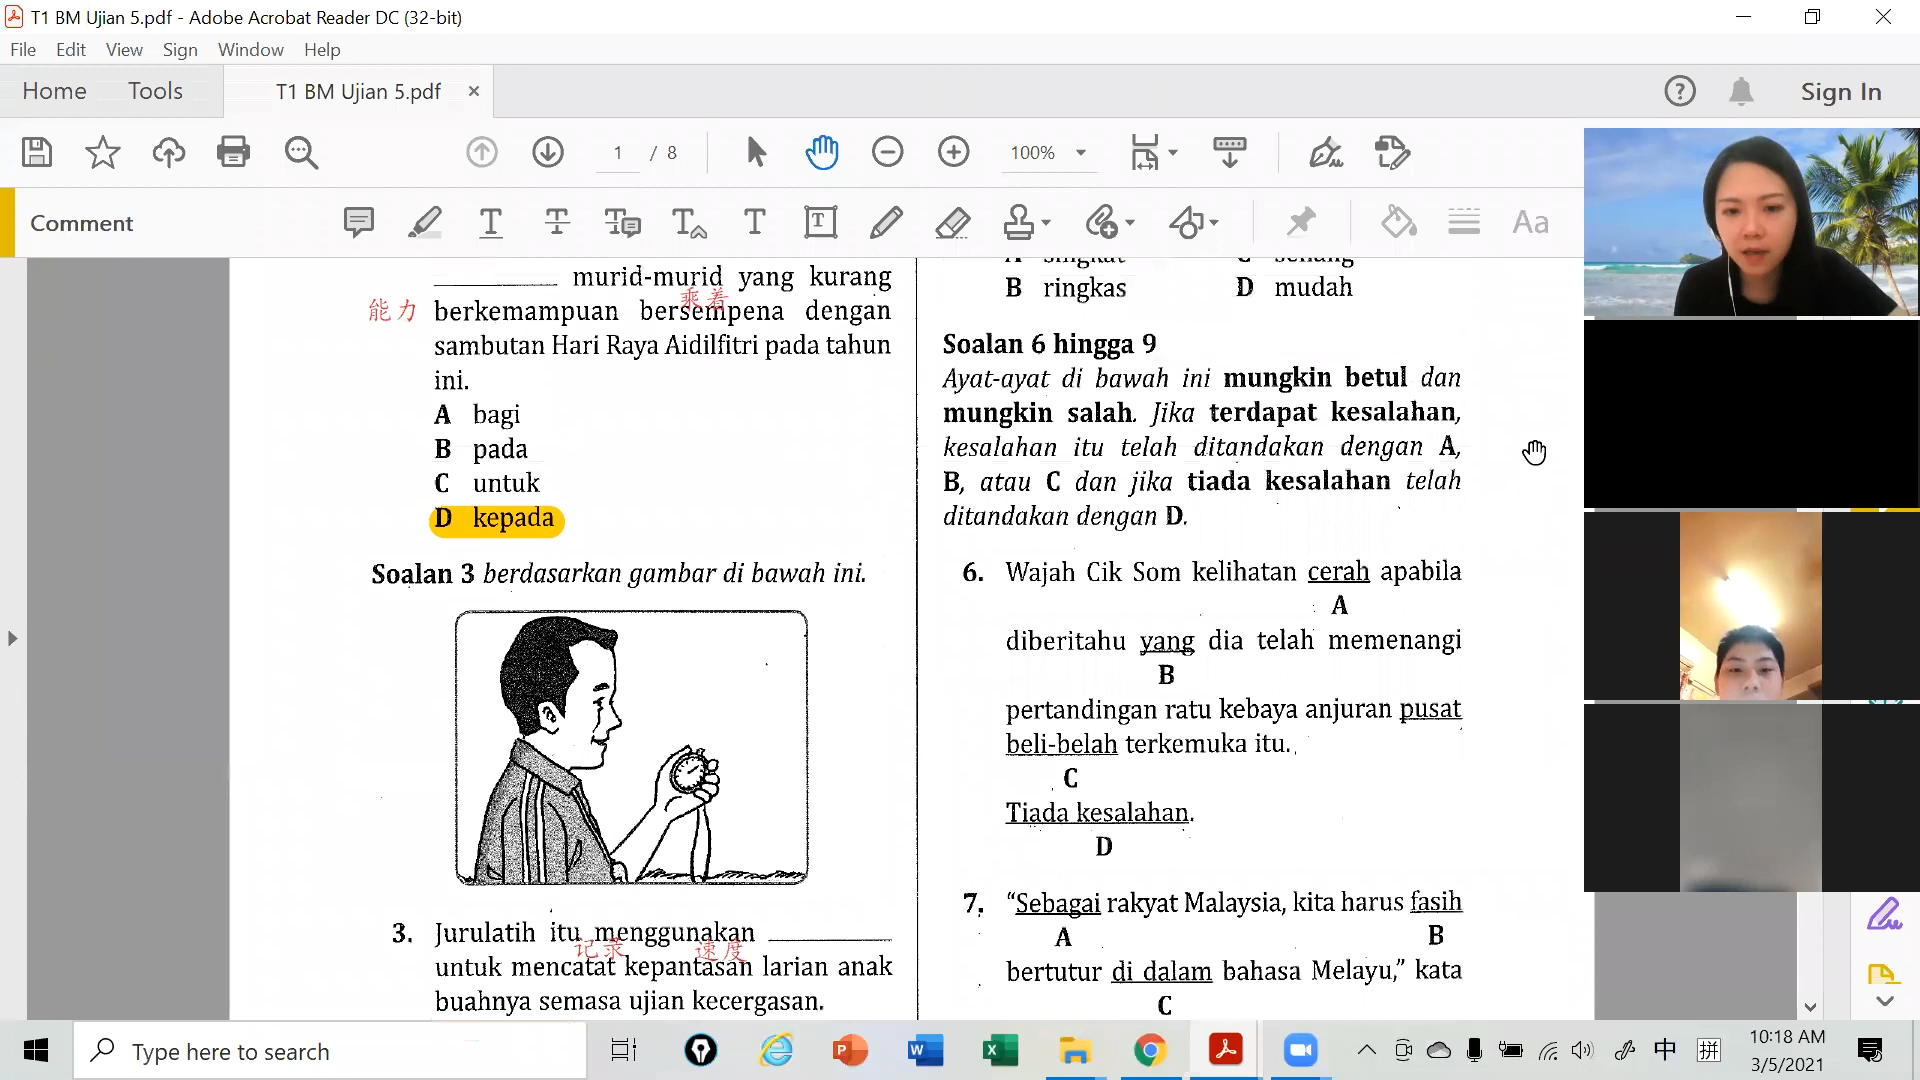 T1 BM Ujian 5.pdf - Adobe Acrobat Reader DC (32-bit)
File Edit View Sign Window Help
Home Tools T1 BM Ujian 5.pdf × Sign In
1 / 8 100%
Comment
Aa
murid-murid yang kurang
乘着
能力 berkemampuan bersempena dengan
sambutan Hari Raya Aidilfitri pada tahun
ini.
A bagi
B pada
C untuk
D kepada
Soalan 3 berdasarkan gambar di bawah ini.
3. Jurulatih itu menggunakan ________
记录 速度
untuk mencatat kepantasan larian anak
buahnya semasa ujian kecergasan.
A singkat C senang
B ringkas D mudah
Soalan 6 hingga 9
Ayat-ayat di bawah ini mungkin betul dan
mungkin salah. Jika terdapat kesalahan,
kesalahan itu telah ditandakan dengan A,
B, atau C dan jika tiada kesalahan telah
ditandakan dengan D.
6. Wajah Cik Som kelihatan cerah apabila
A
diberitahu yang dia telah memenangi
B
pertandingan ratu kebaya anjuran pusat
beli-belah terkemuka itu.
C
Tiada kesalahan.
D
7. “Sebagai rakyat Malaysia, kita harus fasih
A B
bertutur di dalam bahasa Melayu,” kata
C
Type here to search
中 拼
10:18 AM
3/5/2021